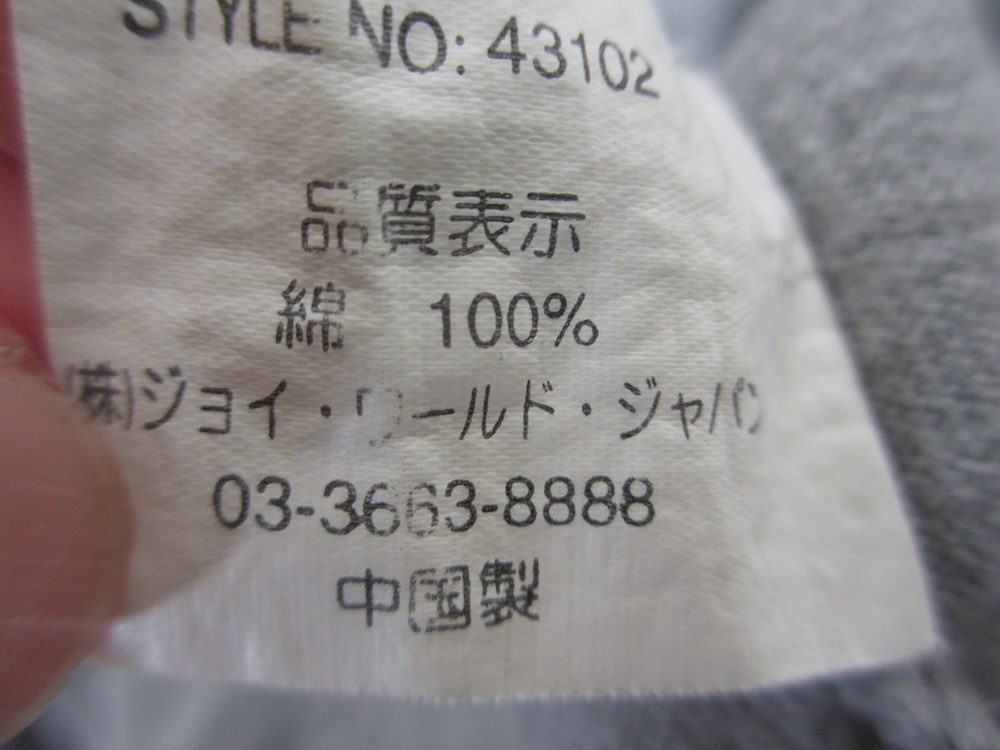 STYLE NO: 43102
品質表示
綿 100%
(株)ジョイ・ワールド・ジャパン
03-3663-8888
中国製